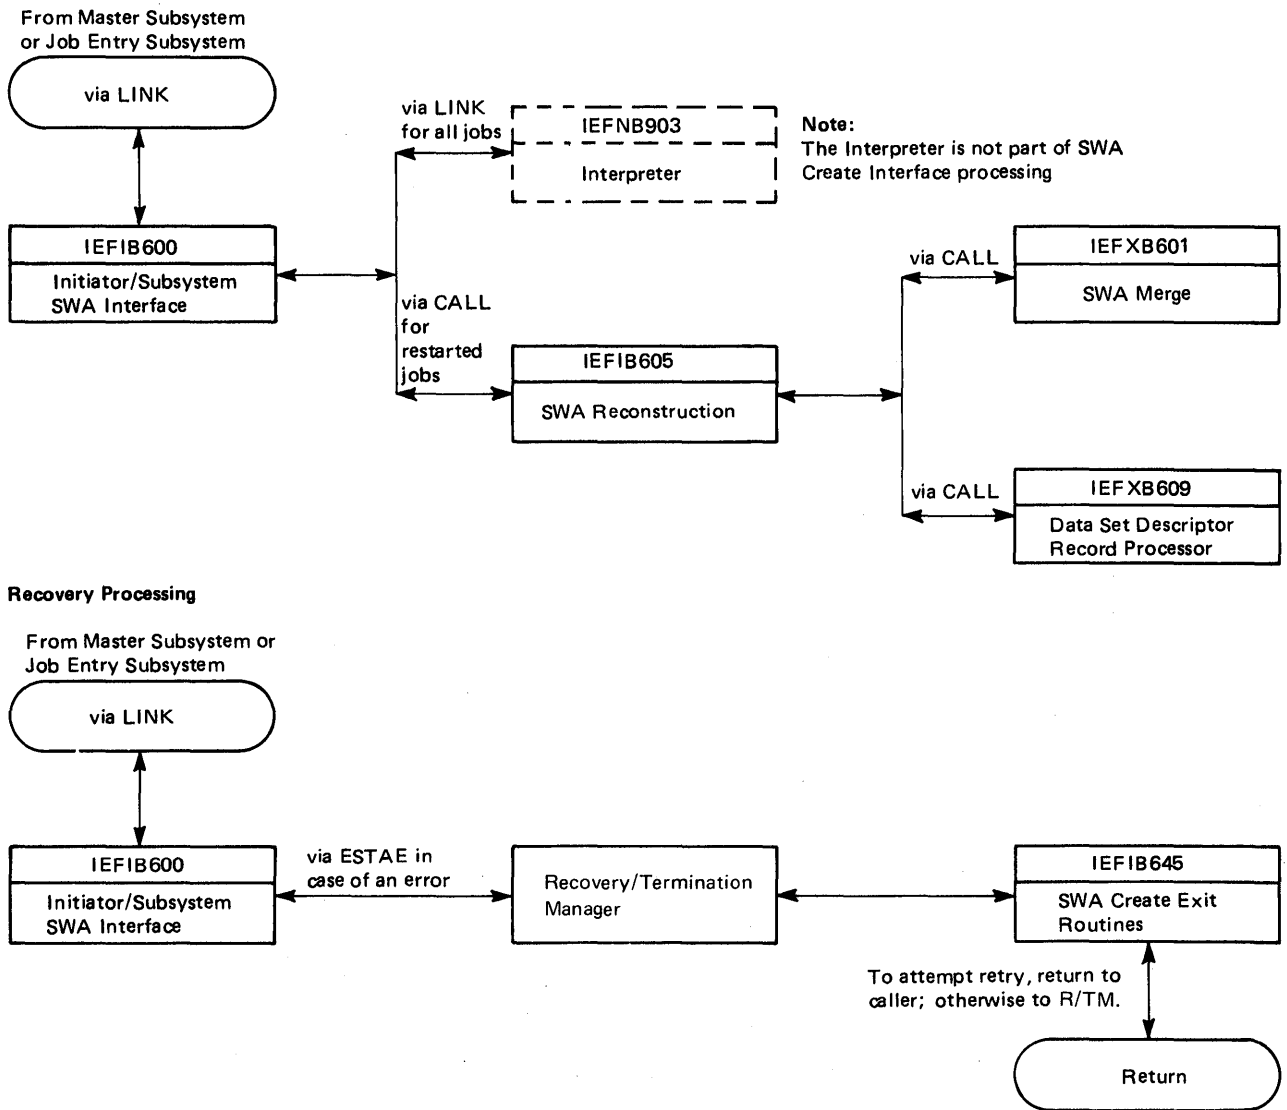 From Master Subsystem
or Job Entry Subsystem
via LINK
via LINK
for all jobs
IEFNB903
Interpreter
Note:
The Interpreter is not part of SWA
Create Interface processing
IEFIB600
Initiator/Subsystem
SWA Interface
via CALL
for
restarted
jobs
IEFIB605
SWA Reconstruction
via CALL
IEFXB601
SWA Merge
via CALL
IEFXB609
Data Set Descriptor
Record Processor
Recovery Processing
From Master Subsystem or
Job Entry Subsystem
via LINK
IEFIB600
Initiator/Subsystem
SWA Interface
via ESTAE in
case of an error
Recovery/Termination
Manager
IEFIB645
SWA Create Exit
Routines
To attempt retry, return to
caller; otherwise to R/TM.
Return